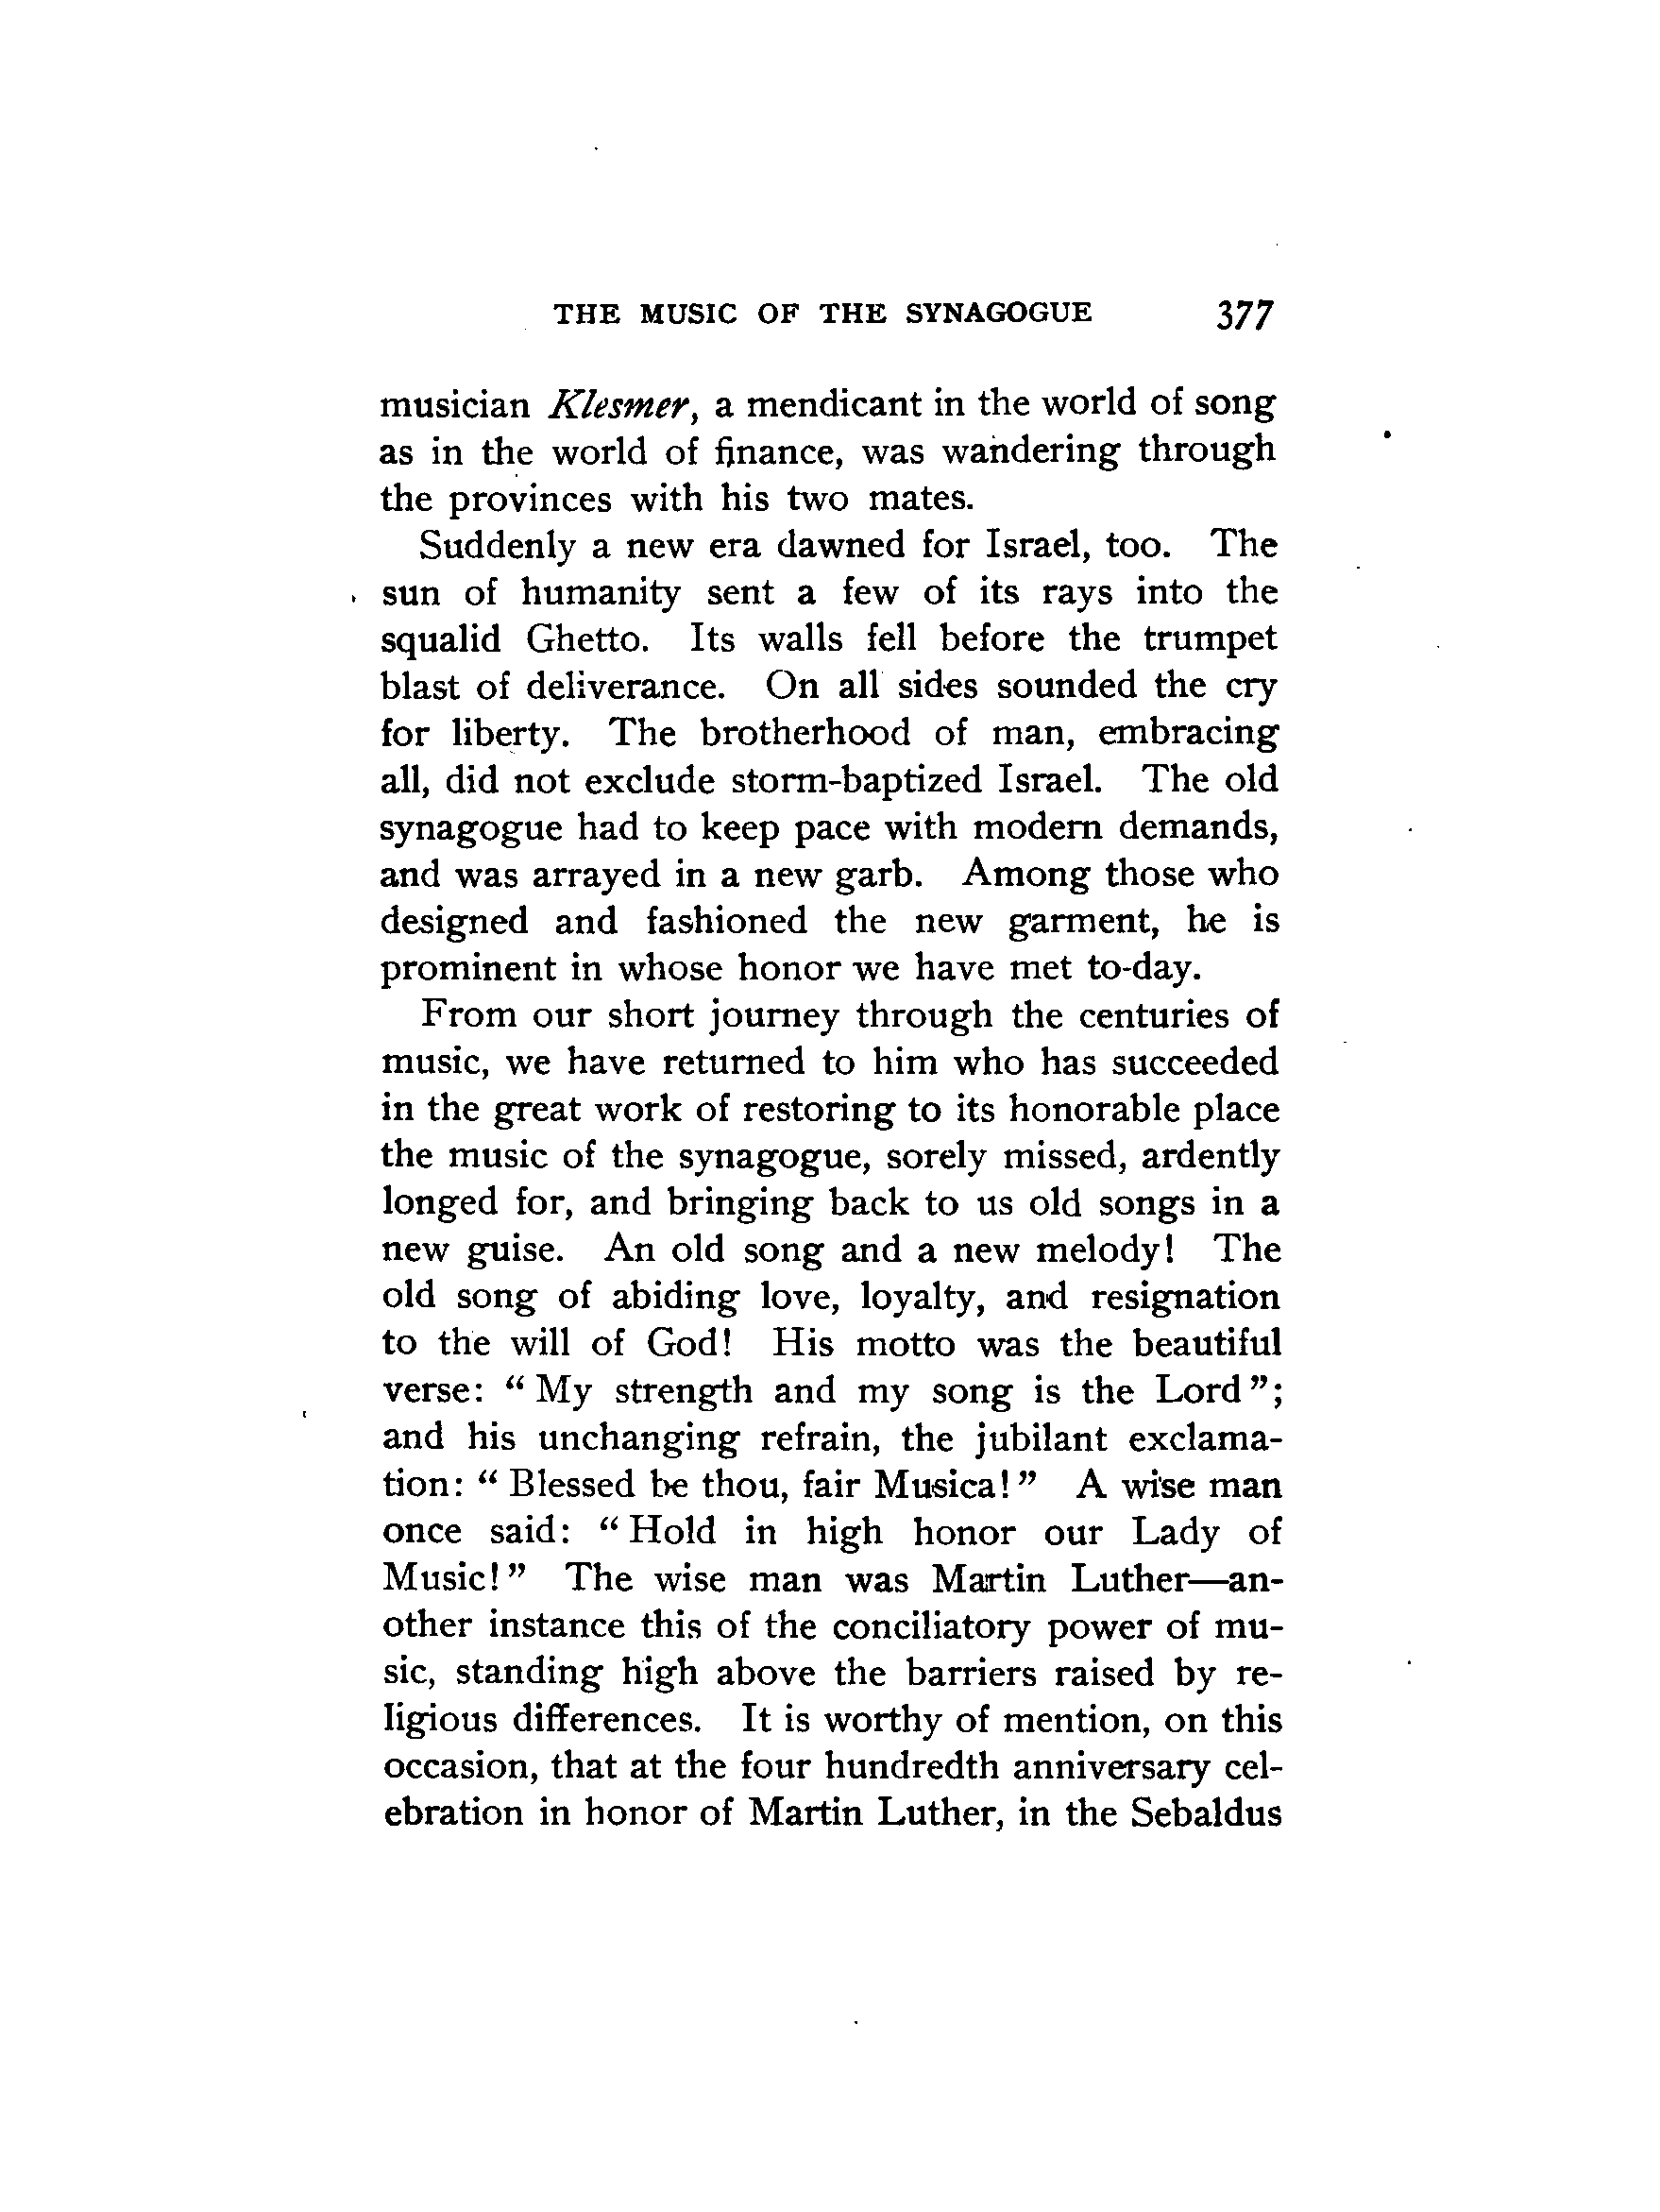 THE MUSIC OF THE SYNAGOGUE 377
musician Klesmer, a mendicant in the world of song
as in the world of finance, was wandering through
the provinces with his two mates.
Suddenly a new era dawned for Israel, too. The
sun of humanity sent a few of its rays into the
squalid Ghetto. Its walls fell before the trumpet
blast of deliverance. On all sides sounded the cry
for liberty. The brotherhood of man, embracing
all, did not exclude storm-baptized Israel. The old
synagogue had to keep pace with modern demands,
and was arrayed in a new garb. Among those who
designed and fashioned the new garment, he is
prominent in whose honor we have met to-day.
From our short journey through the centuries of
music, we have returned to him who has succeeded
in the great work of restoring to its honorable place
the music of the synagogue, sorely missed, ardently
longed for, and bringing back to us old songs in a
new guise. An old song and a new melody! The
old song of abiding love, loyalty, and resignation
to the will of God! His motto was the beautiful
verse: “ My strength and my song is the Lord ”;
and his unchanging refrain, the jubilant exclama-
tion: “ Blessed be thou, fair Musica! ” A wise man
once said: “ Hold in high honor our Lady of
Music! ” The wise man was Martin Luther—an-
other instance this of the conciliatory power of mu-
sic, standing high above the barriers raised by re-
ligious differences. It is worthy of mention, on this
occasion, that at the four hundredth anniversary cel-
ebration in honor of Martin Luther, in the Sebaldus